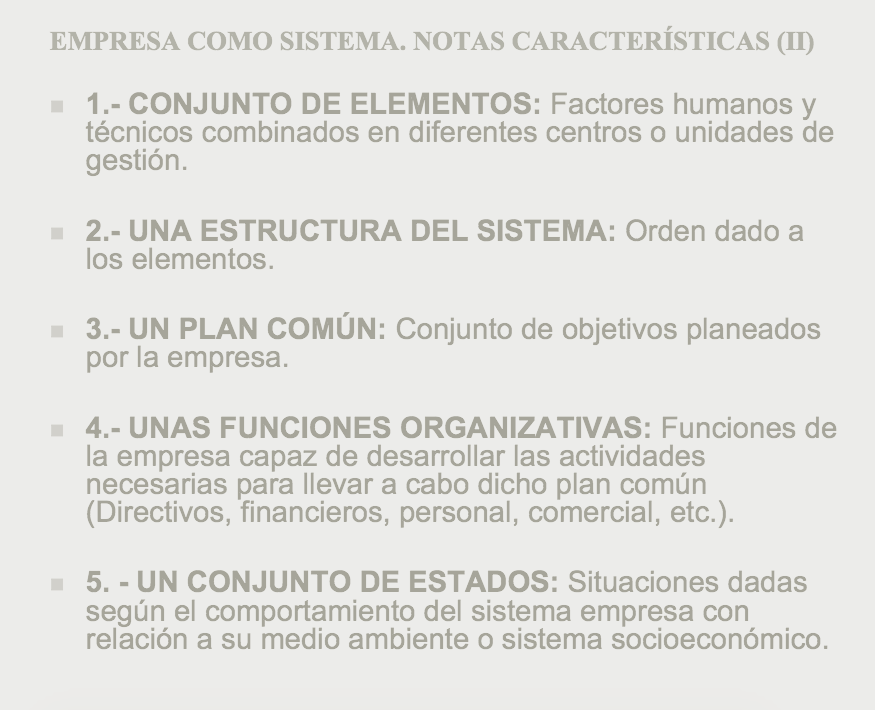 EMPRESA COMO SISTEMA. NOTAS CARACTERÍSTICAS (II)
1.- CONJUNTO DE ELEMENTOS: Factores humanos y
técnicos combinados en diferentes centros o unidades de
gestión.
2.- UNA ESTRUCTURA DEL SISTEMA: Orden dado a
los elementos.
3.- UN PLAN COMÚN: Conjunto de objetivos planeados
por la empresa.
4.- UNAS FUNCIONES ORGANIZATIVAS: Funciones de
la empresa capaz de desarrollar las actividades
necesarias para llevar a cabo dicho plan común
(Directivos, financieros, personal, comercial, etc.).
5. - UN CONJUNTO DE ESTADOS: Situaciones dadas
según el comportamiento del sistema empresa con
relación a su medio ambiente o sistema socioeconómico.